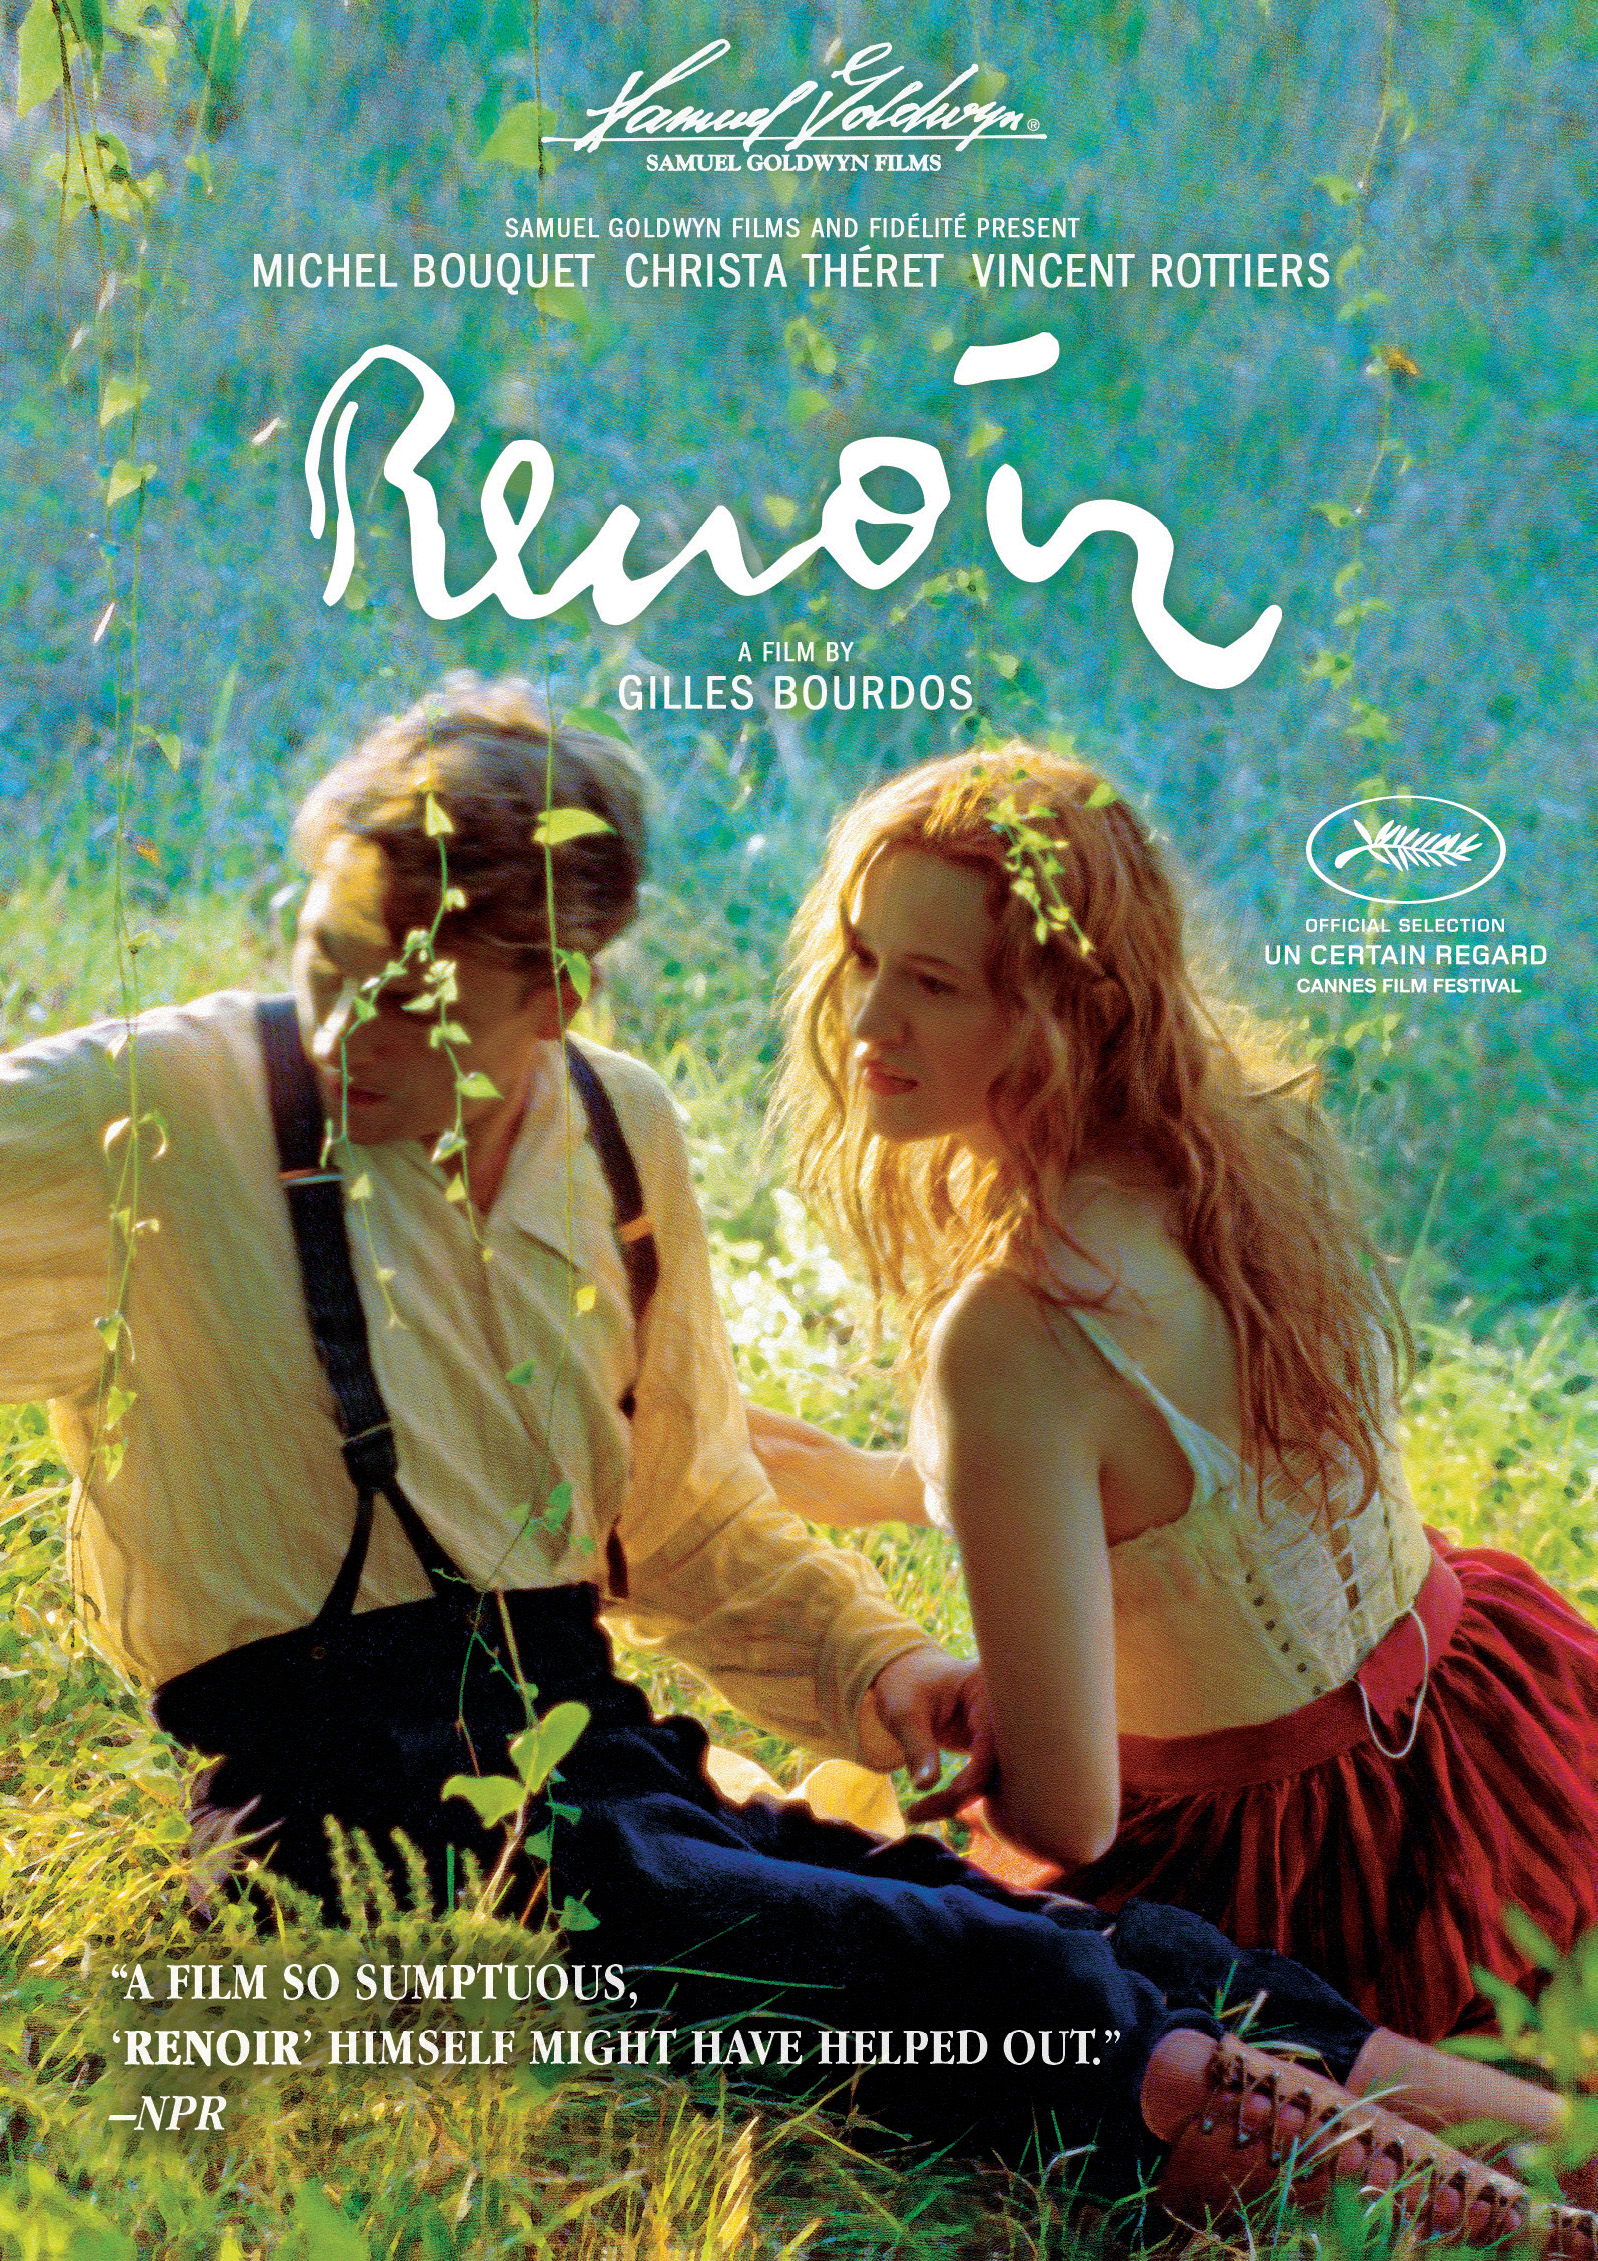 Samuel Goldwyn®
SAMUEL GOLDWYN FILMS
SAMUEL GOLDWYN FILMS AND FIDÉLITÉ PRESENT
MICHEL BOUQUET CHRISTA THÉRET VINCENT ROTTIERS
Renoir
A FILM BY
GILLES BOURDOS
OFFICIAL SELECTION
UN CERTAIN REGARD
CANNES FILM FESTIVAL
“A FILM SO SUMPTUOUS,
‘RENOIR’ HIMSELF MIGHT HAVE HELPED OUT.”
–NPR